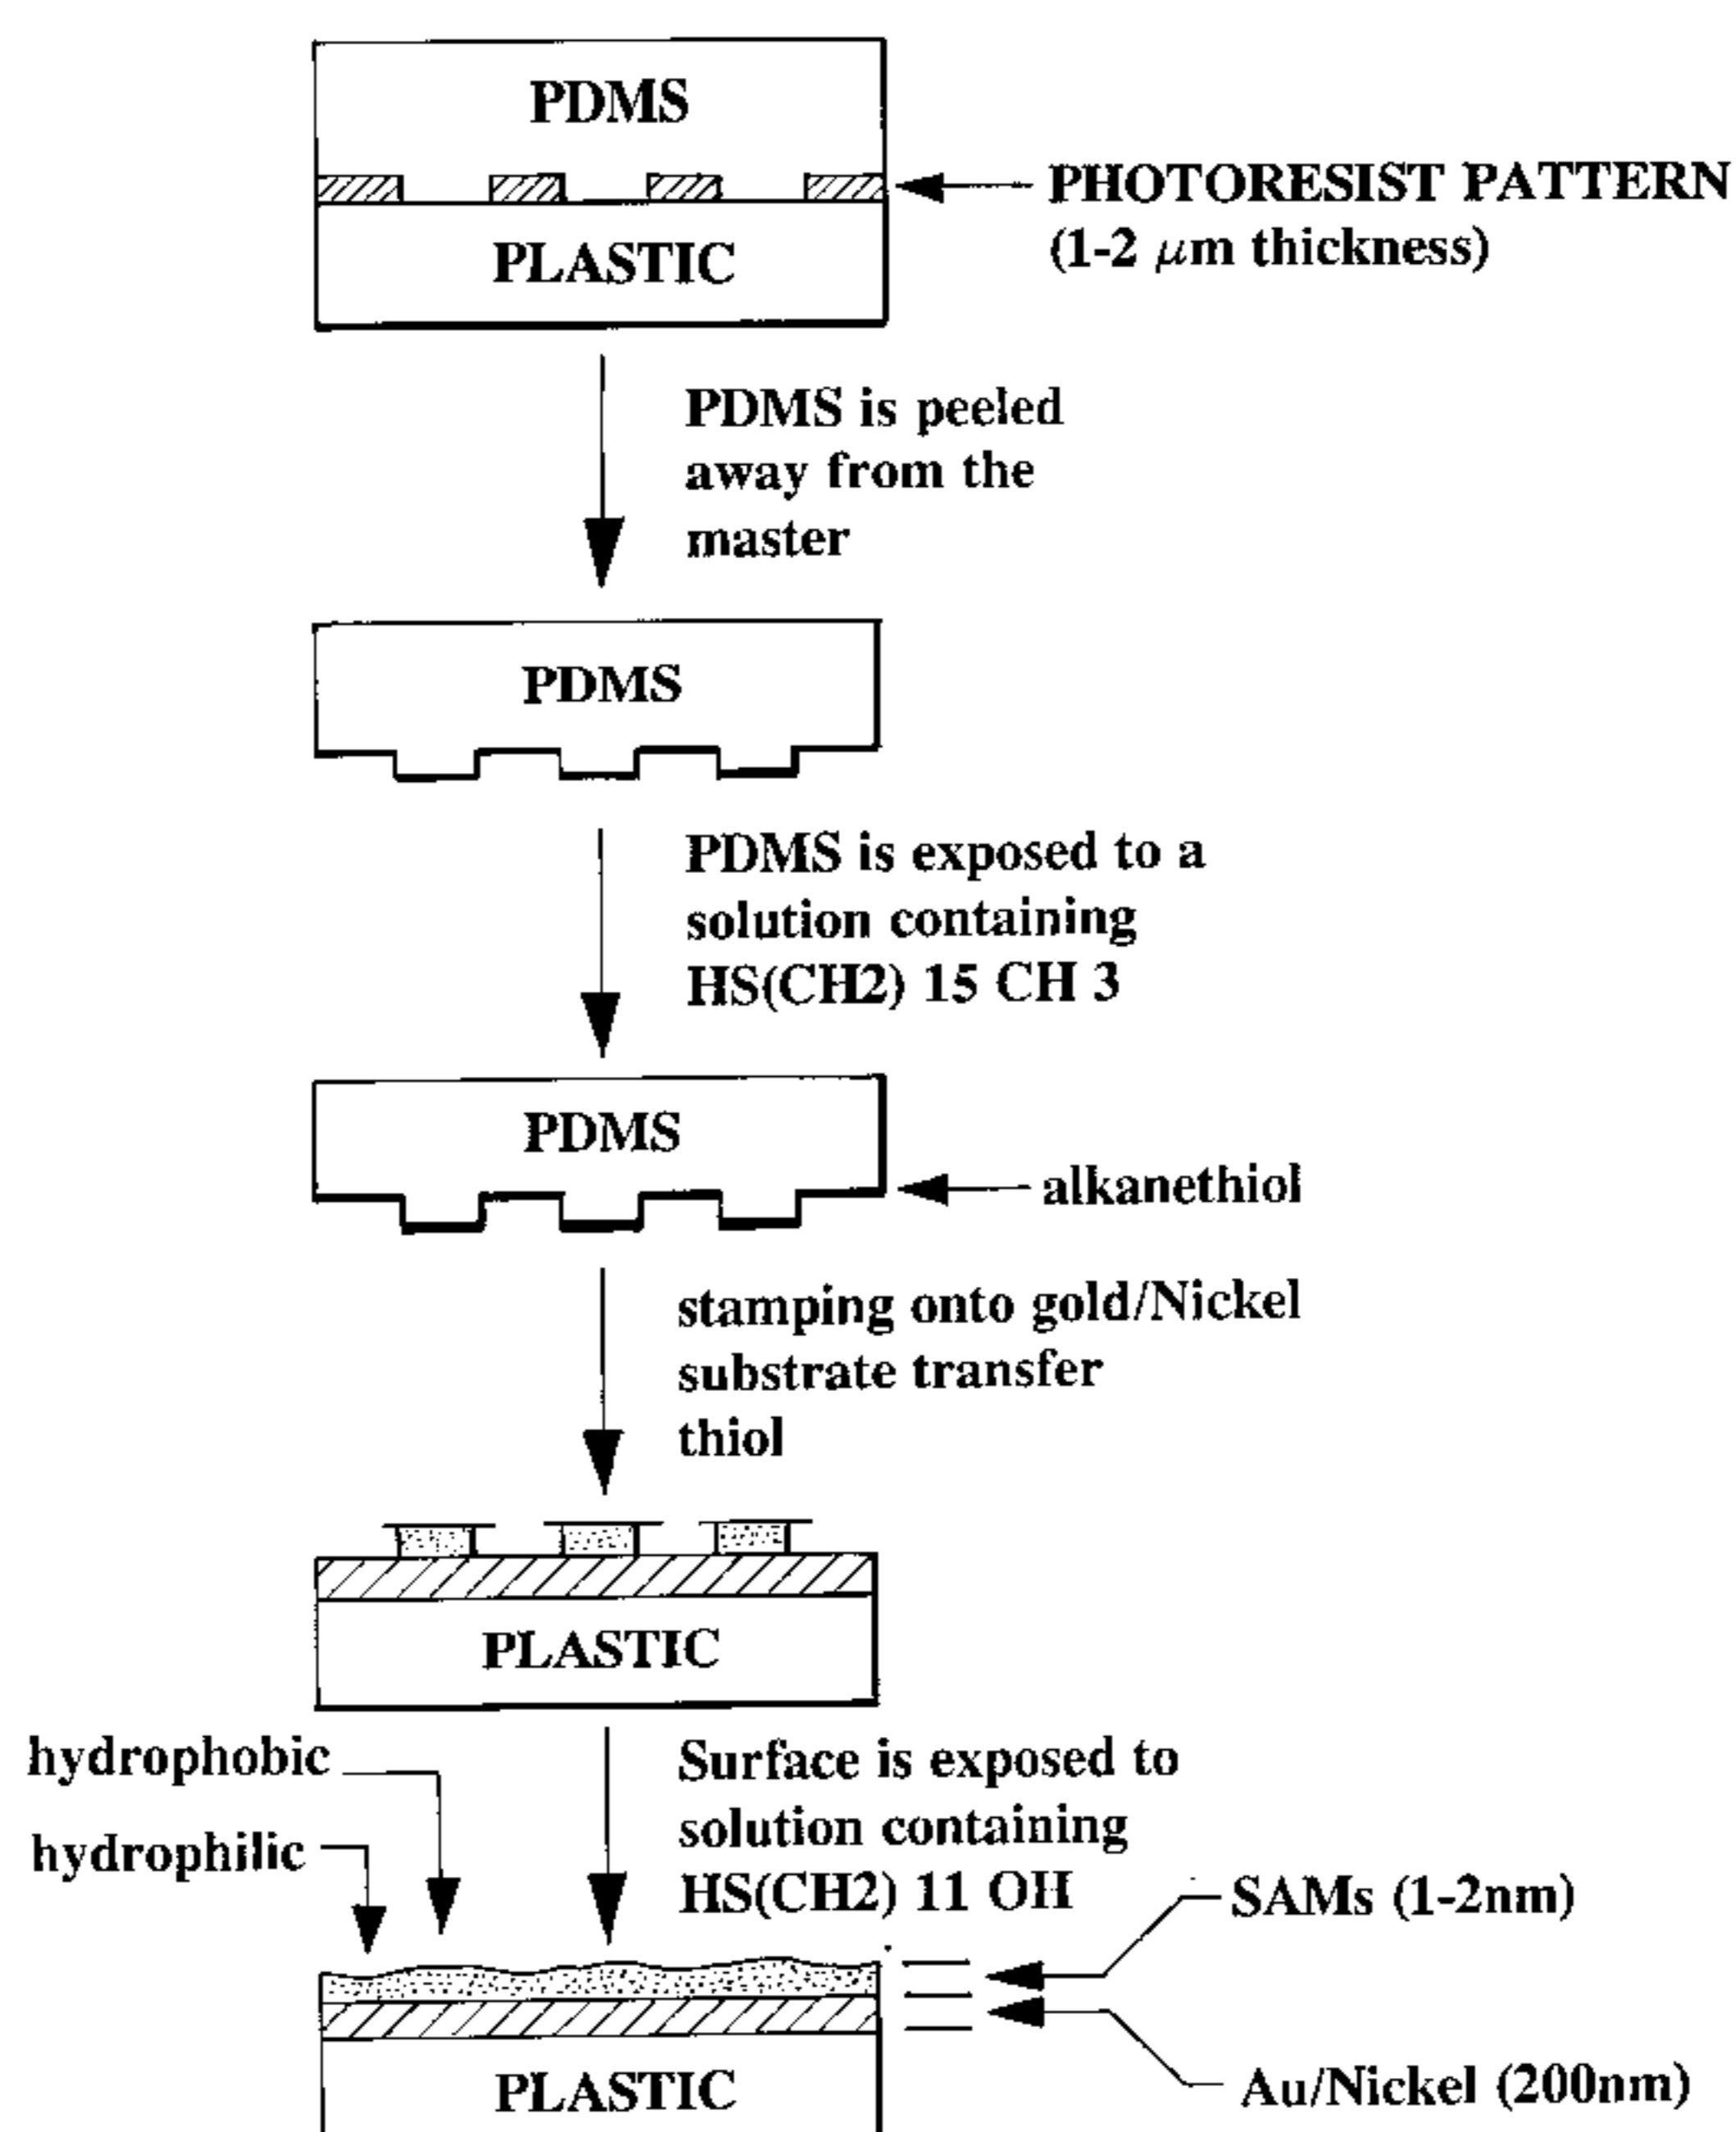 PDMS
PHOTORESIST PATTERN
(1-2 μm thickness)
PLASTIC
PDMS is peeled
away from the
master
PDMS
PDMS is exposed to a
solution containing
HS(CH2) 15 CH 3
PDMS
alkanethiol
stamping onto gold/Nickel
substrate transfer
thiol
PLASTIC
hydrophobic
hydrophilic
Surface is exposed to
solution containing
HS(CH2) 11 OH
SAMs (1-2nm)
Au/Nickel (200nm)
PLASTIC